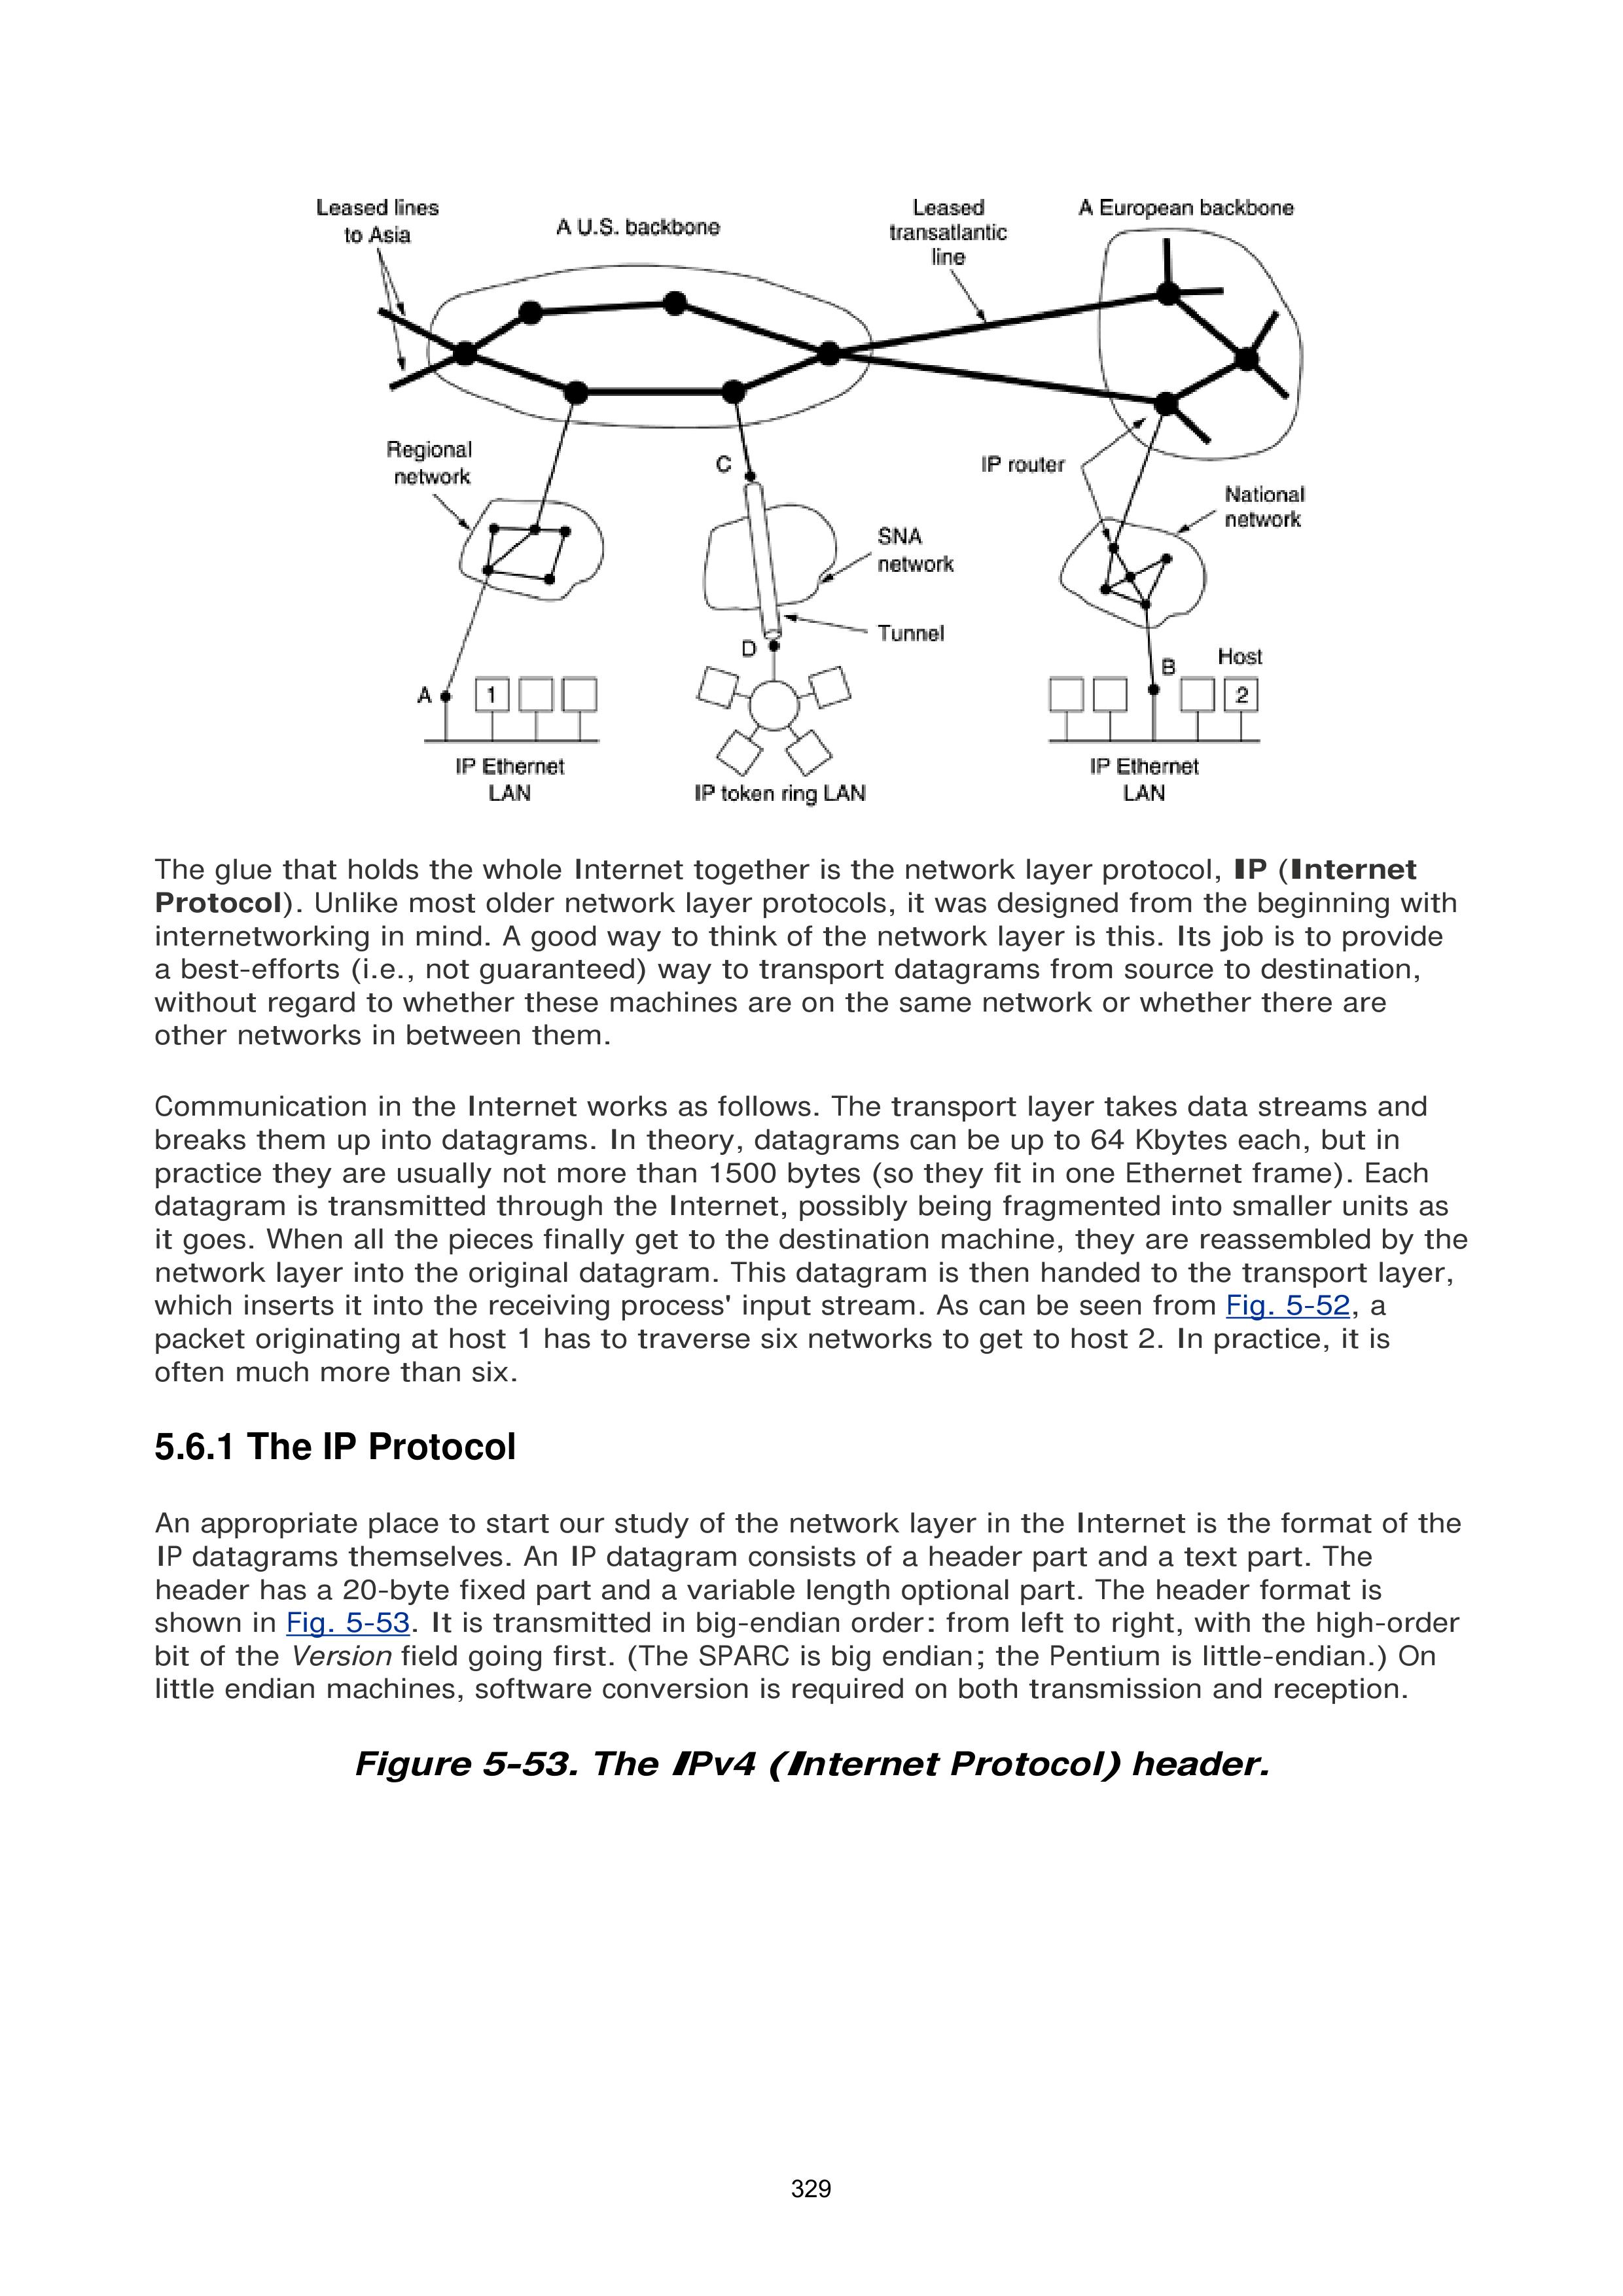 Leased lines
to Asia
A U.S. backbone
Leased
transatlantic
line
A European backbone
Regional
network
C
IP router
National
network
SNA
network
Tunnel
D
A
1
B
Host
2
IP Ethernet
LAN
IP token ring LAN
IP Ethernet
LAN
The glue that holds the whole Internet together is the network layer protocol, IP (Internet
Protocol). Unlike most older network layer protocols, it was designed from the beginning with
internetworking in mind. A good way to think of the network layer is this. Its job is to provide
a best-efforts (i.e., not guaranteed) way to transport datagrams from source to destination,
without regard to whether these machines are on the same network or whether there are
other networks in between them.
Communication in the Internet works as follows. The transport layer takes data streams and
breaks them up into datagrams. In theory, datagrams can be up to 64 Kbytes each, but in
practice they are usually not more than 1500 bytes (so they fit in one Ethernet frame). Each
datagram is transmitted through the Internet, possibly being fragmented into smaller units as
it goes. When all the pieces finally get to the destination machine, they are reassembled by the
network layer into the original datagram. This datagram is then handed to the transport layer,
which inserts it into the receiving process' input stream. As can be seen from Fig. 5-52, a
packet originating at host 1 has to traverse six networks to get to host 2. In practice, it is
often much more than six.
5.6.1 The IP Protocol
An appropriate place to start our study of the network layer in the Internet is the format of the
IP datagrams themselves. An IP datagram consists of a header part and a text part. The
header has a 20-byte fixed part and a variable length optional part. The header format is
shown in Fig. 5-53. It is transmitted in big-endian order: from left to right, with the high-order
bit of the Version field going first. (The SPARC is big endian; the Pentium is little-endian.) On
little endian machines, software conversion is required on both transmission and reception.
Figure 5-53. The IPv4 (Internet Protocol) header.
329